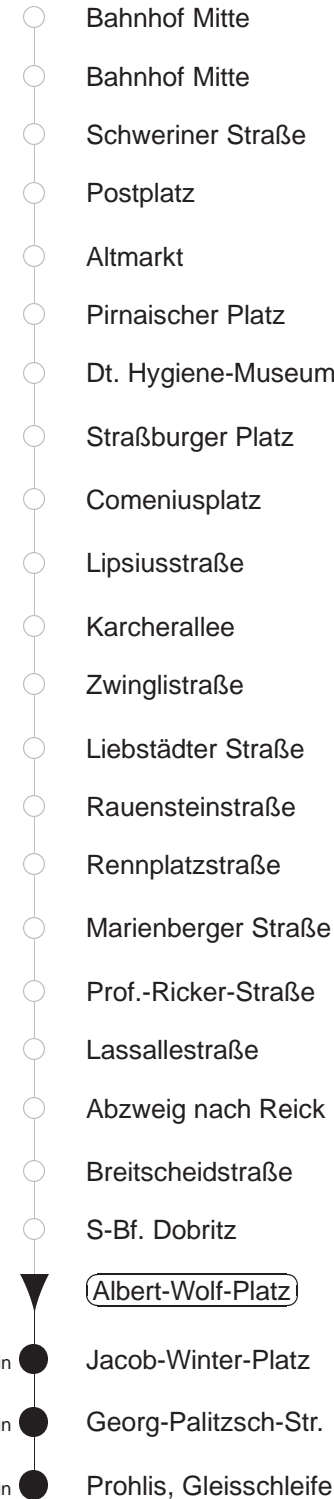 Bahnhof Mitte
Bahnhof Mitte
Schweriner Straße
Postplatz
Altmarkt
Pirnaischer Platz
Dt. Hygiene-Museum
Straßburger Platz
Comeniusplatz
Lipsiusstraße
Karcherallee
Zwinglistraße
Liebstädter Straße
Rauensteinstraße
Rennplatzstraße
Marienberger Straße
Prof.-Ricker-Straße
Lassallestraße
Abzweig nach Reick
Breitscheidstraße
S-Bf. Dobritz
Albert-Wolf-Platz
Jacob-Winter-Platz
Georg-Palitzsch-Str.
Prohlis, Gleisschleife